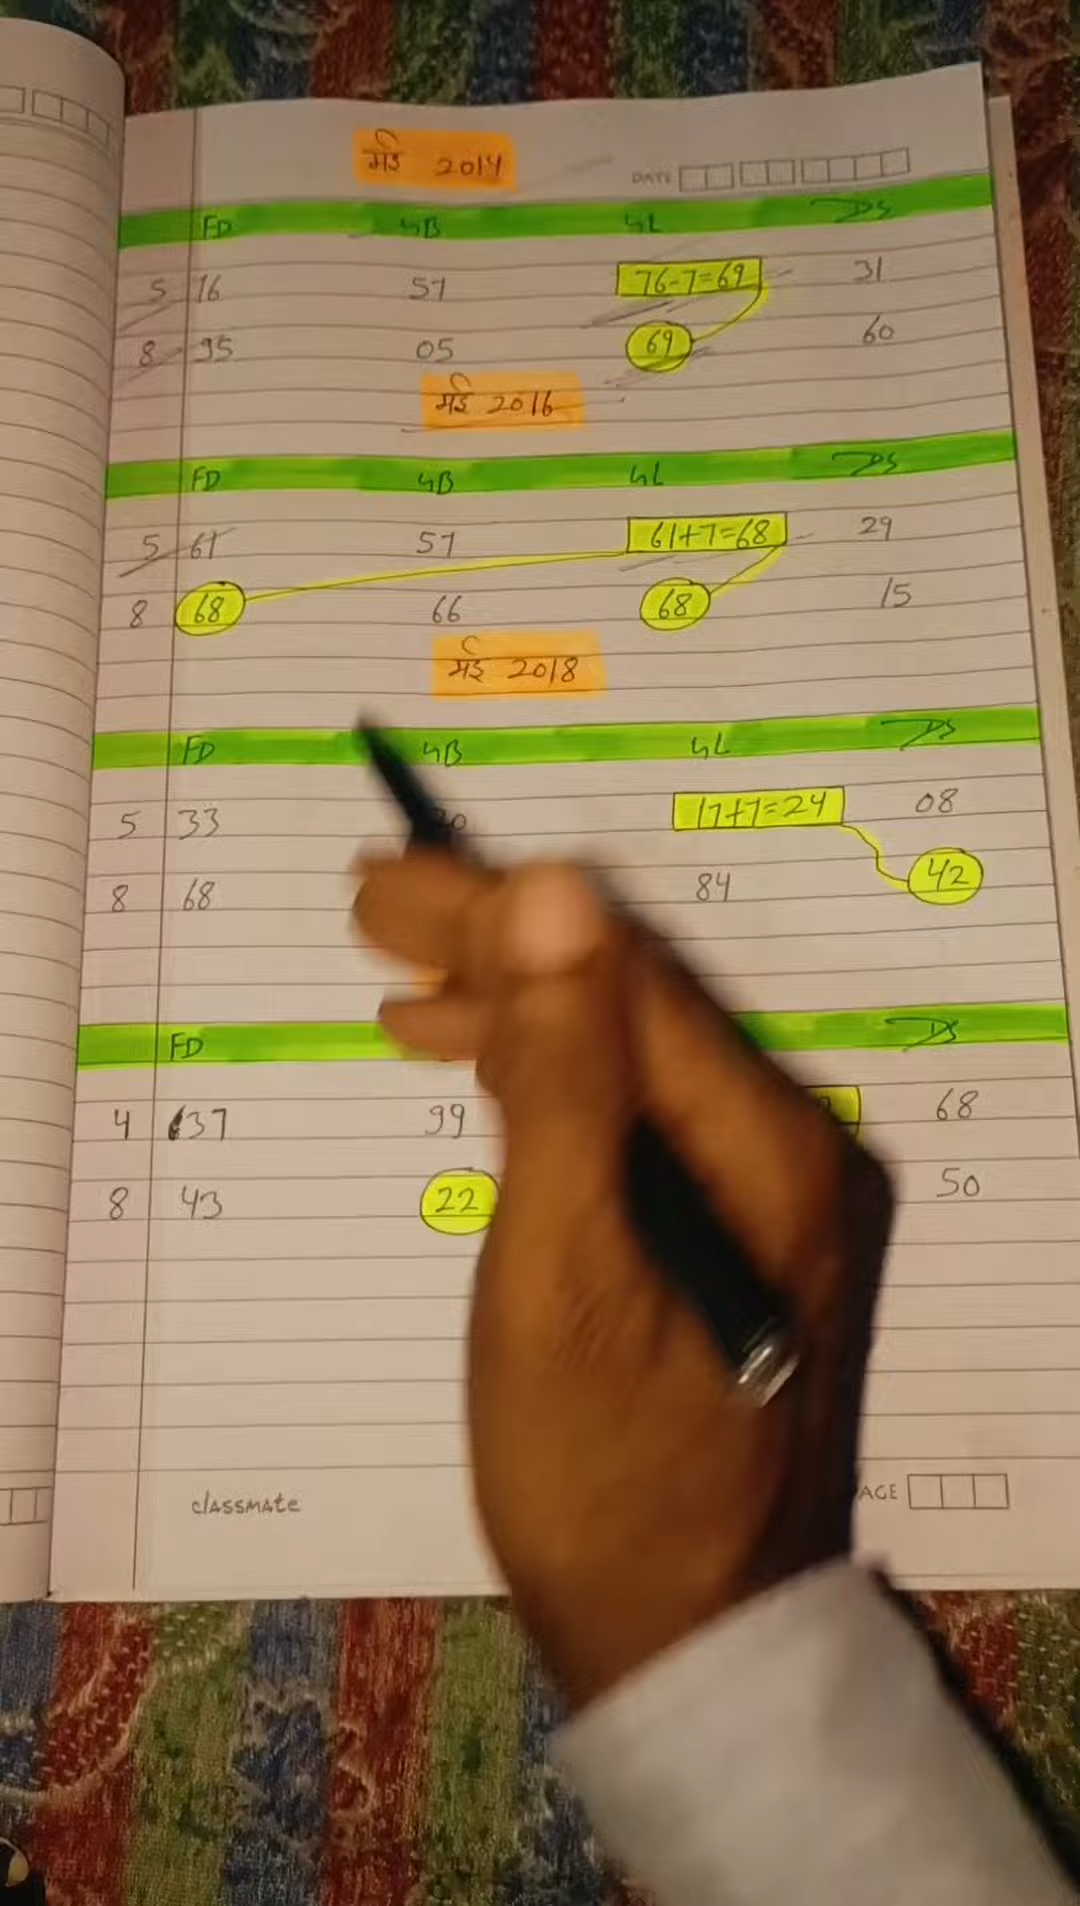 मई 2014
DATE
FD GB GL DS
5 16 57 76-7=69 31
8 95 05 69 60
मई 2016
FD GB GL DS
5 61 57 61+7=68 29
8 68 66 68 15
मई 2018
FD GB GL DS
5 33 17+7=24 08
8 68 84 42
FD DS
4 37 99 68
8 43 22 50
classmate
AGE